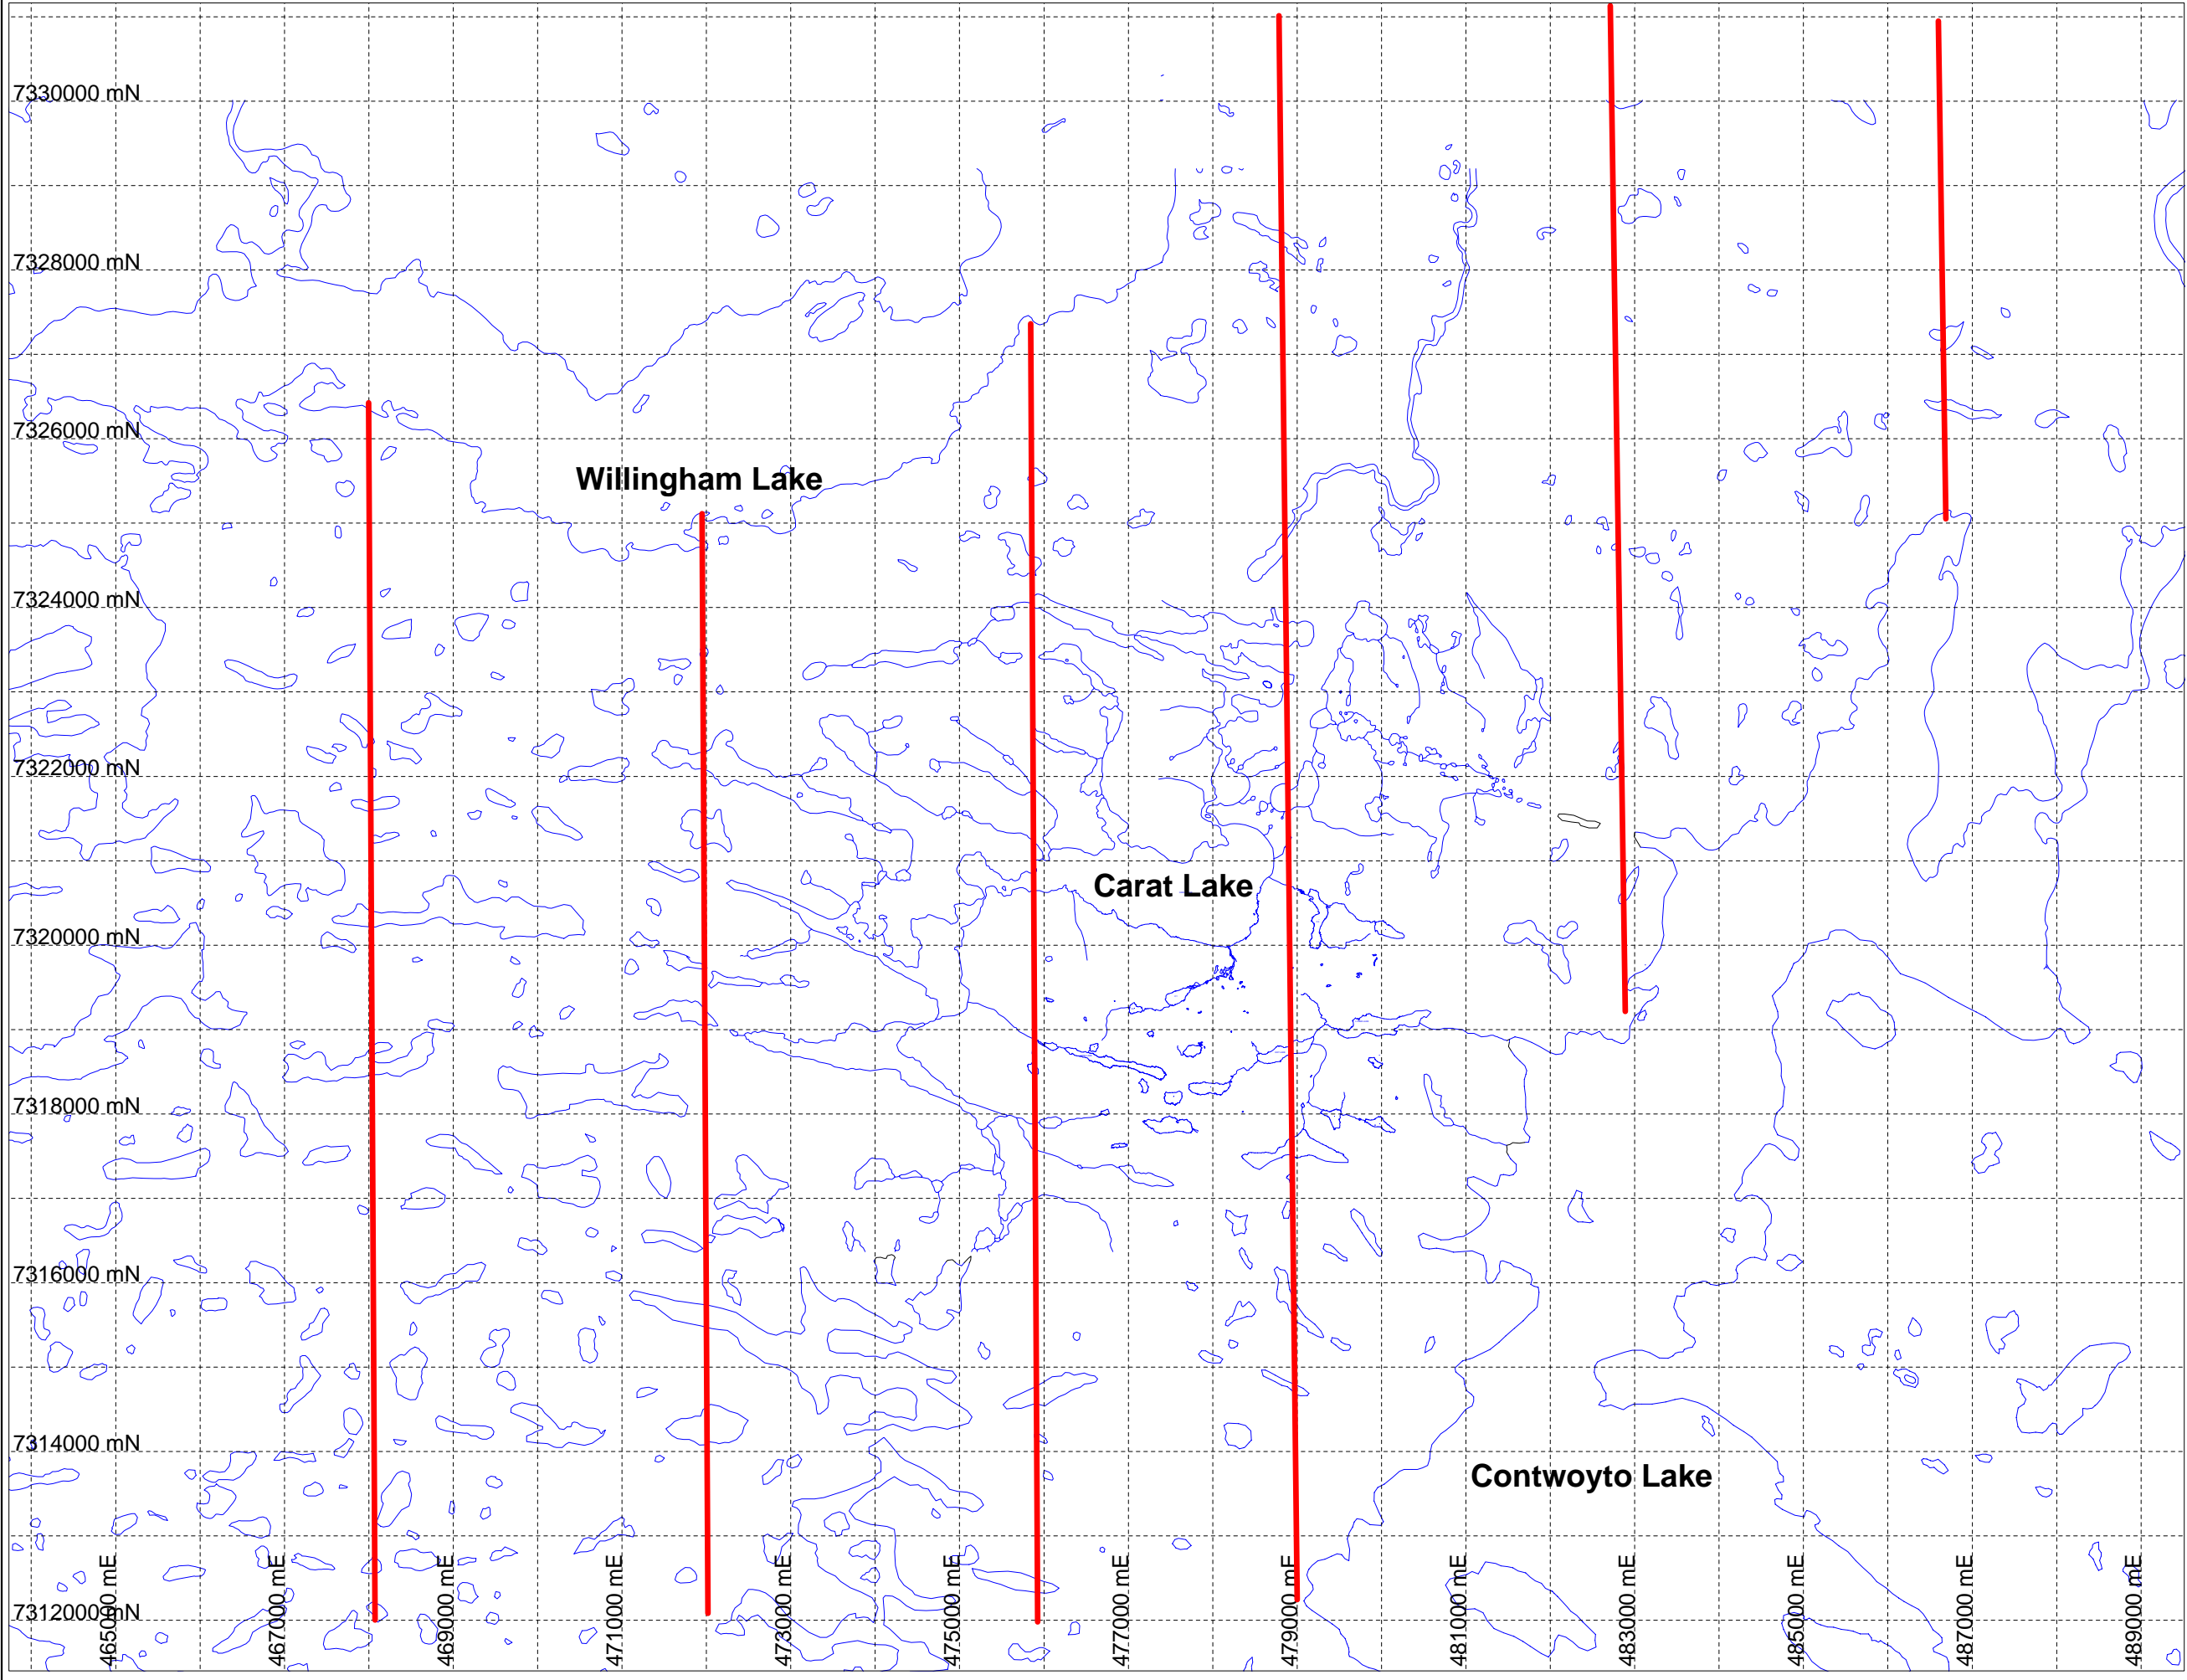 7330000 mN
7328000 mN
7326000 mN
Willingham Lake
7324000 mN
7322000 mN
Carat Lake
7320000 mN
7318000 mN
7316000 mN
7314000 mN
Contwoyto Lake
7312000 mN
465000 mE
467000 mE
469000 mE
471000 mE
473000 mE
475000 mE
477000 mE
479000 mE
481000 mE
483000 mE
485000 mE
487000 mE
489000 mE